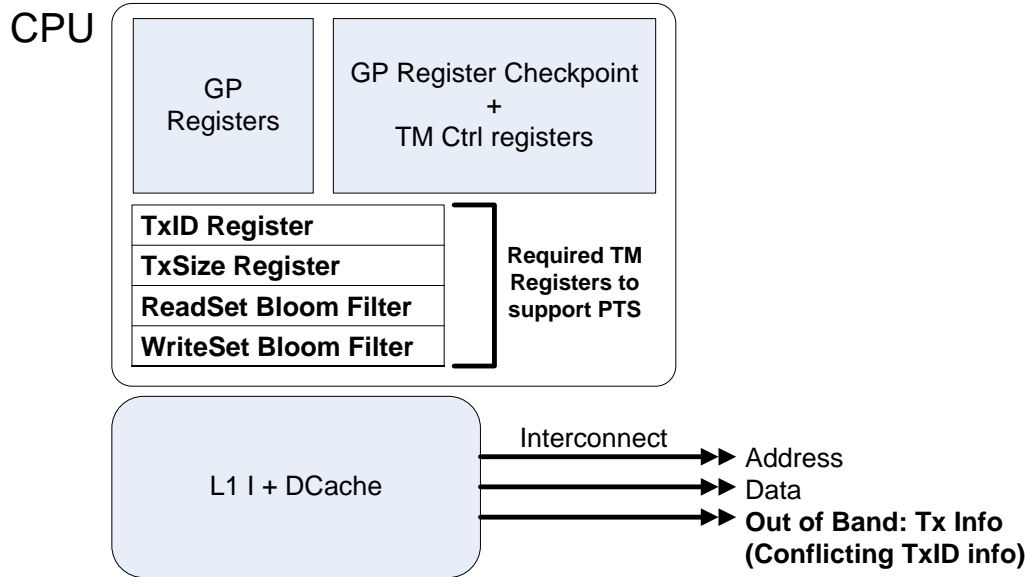 CPU
GP
Registers
GP Register Checkpoint
+
TM Ctrl registers
TxID Register
TxSize Register
ReadSet Bloom Filter
WriteSet Bloom Filter
Required TM
Registers to
support PTS
L1 I + DCache
Interconnect
Address
Data
Out of Band: Tx Info
(Conflicting TxID info)